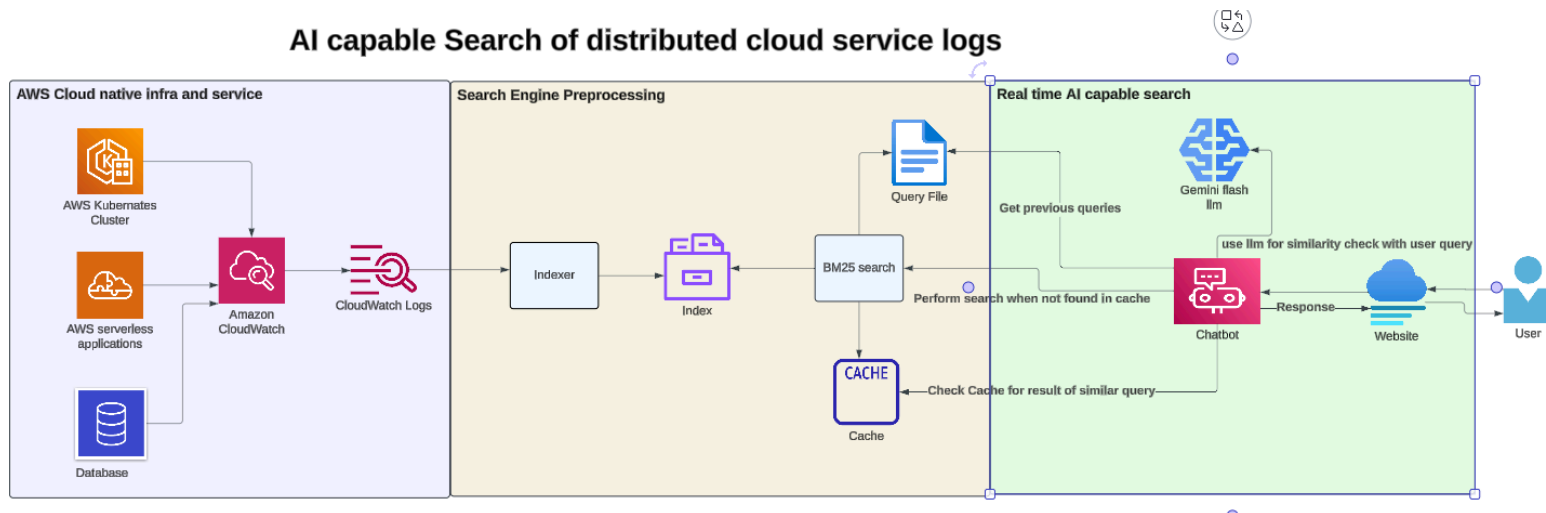 AI capable Search of distributed cloud service logs
AWS Cloud native infra and service
AWS Kubernates
Cluster
AWS serverless
applications
Database
Amazon
CloudWatch
CloudWatch Logs
Search Engine Preprocessing
Indexer
Index
BM25 search
Query File
CACHE
Cache
Real time AI capable search
Get previous queries
Perform search when not found in cache
Check Cache for result of similar query
Gemini flash
llm
use llm for similarity check with user query
K
Chatbot
Response
Website
User